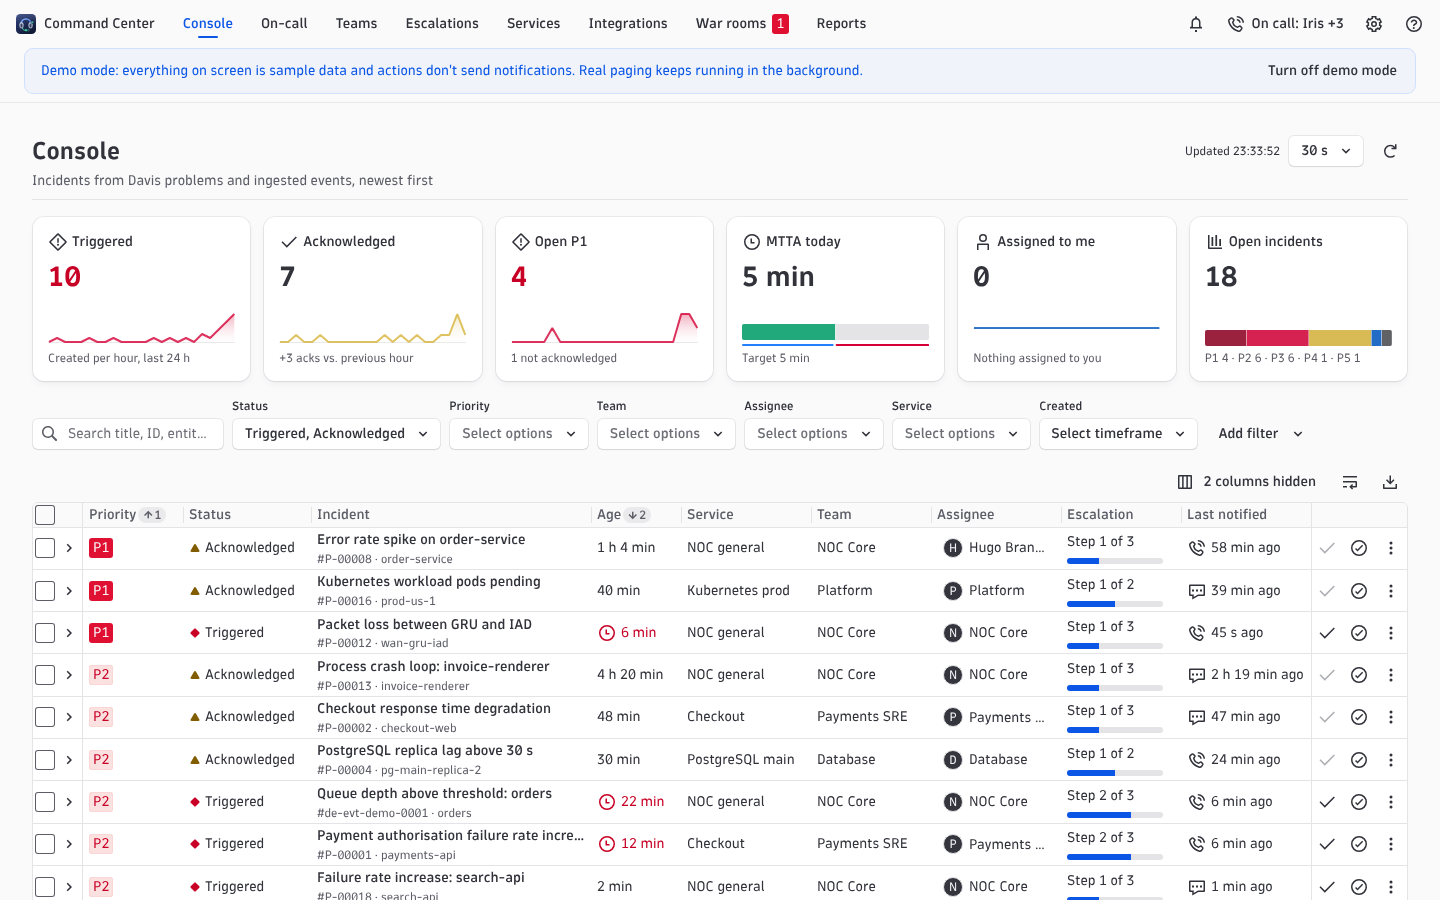 Command Center Console On-call Teams Escalations Services Integrations War rooms 1 Reports On call: Iris +3
Demo mode: everything on screen is sample data and actions don't send notifications. Real paging keeps running in the background. Turn off demo mode
Console
Updated 23:33:52 30 s
Incidents from Davis problems and ingested events, newest first
Triggered
10
Created per hour, last 24 h
Acknowledged
7
+3 acks vs. previous hour
Open P1
4
1 not acknowledged
MTTA today
5 min
Target 5 min
Assigned to me
0
Nothing assigned to you
Open incidents
18
P1 4 · P2 6 · P3 6 · P4 1 · P5 1
Search title, ID, entit...
Status
Triggered, Acknowledged
Priority
Select options
Team
Select options
Assignee
Select options
Service
Select options
Created
Select timeframe
Add filter
2 columns hidden
Priority 1 Status Incident Age 2 Service Team Assignee Escalation Last notified
P1 Acknowledged Error rate spike on order-service 1 h 4 min NOC general NOC Core H Hugo Bran... Step 1 of 3 58 min ago
#P-00008 · order-service
P1 Acknowledged Kubernetes workload pods pending 40 min Kubernetes prod Platform P Platform Step 1 of 2 39 min ago
#P-00016 · prod-us-1
P1 Triggered Packet loss between GRU and IAD 6 min NOC general NOC Core N NOC Core Step 1 of 3 45 s ago
#P-00012 · wan-gru-iad
P2 Acknowledged Process crash loop: invoice-renderer 4 h 20 min NOC general NOC Core N NOC Core Step 1 of 3 2 h 19 min ago
#P-00013 · invoice-renderer
P2 Acknowledged Checkout response time degradation 48 min Checkout Payments SRE P Payments ... Step 1 of 3 47 min ago
#P-00002 · checkout-web
P2 Acknowledged PostgreSQL replica lag above 30 s 30 min PostgreSQL main Database D Database Step 1 of 2 24 min ago
#P-00004 · pg-main-replica-2
P2 Triggered Queue depth above threshold: orders 22 min NOC general NOC Core N NOC Core Step 2 of 3 6 min ago
#de-evt-demo-0001 · orders
P2 Triggered Payment authorisation failure rate incre... 12 min Checkout Payments SRE P Payments ... Step 2 of 3 6 min ago
#P-00001 · payments-api
P2 Triggered Failure rate increase: search-api 2 min NOC general NOC Core N NOC Core Step 1 of 3 1 min ago
#P-00018 · search-api